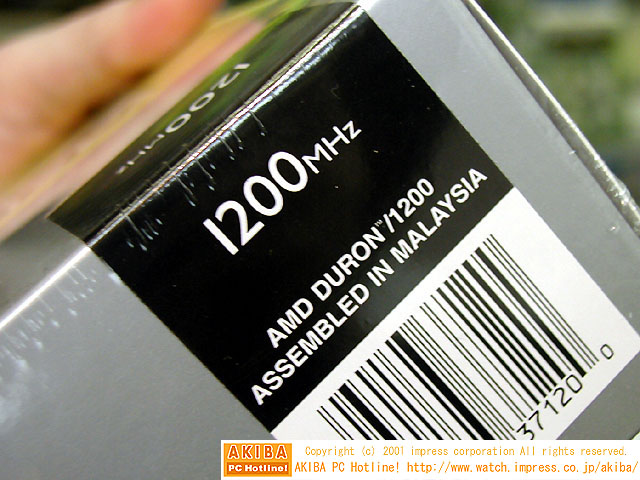 1200MHz
1200MHz
AMD DURON™/1200
ASSEMBLED IN MALAYSIA
37120 0
AKIBA
PC Hotline!
Copyright (c) 2001 impress corporation All rights reserved.
AKIBA PC Hotline! http://www.watch.impress.co.jp/akiba/